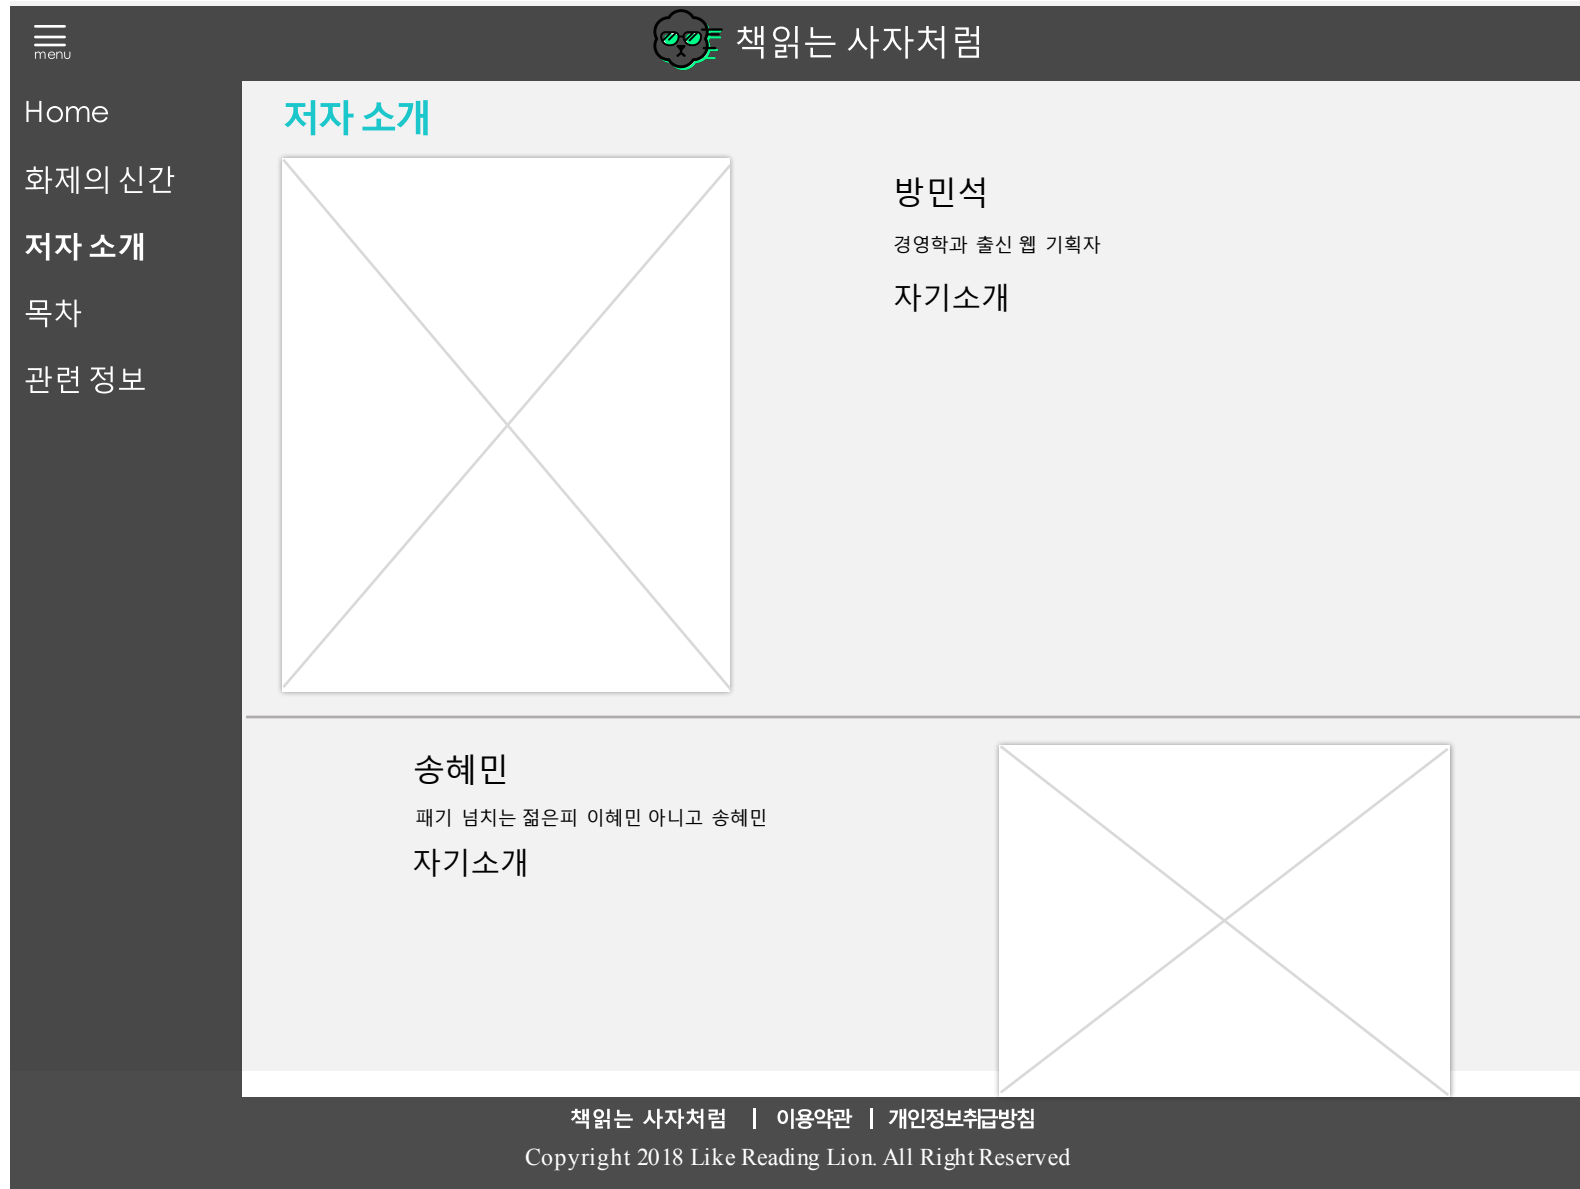 menu
책읽는 사자처럼
Home
화제의 신간
저자 소개
목차
관련 정보
저자 소개
방민석
경영학과 출신 웹 기획자
자기소개
송혜민
패기 넘치는 젊은피 이혜민 아니고 송혜민
자기소개
책읽는 사자처럼 | 이용약관 | 개인정보취급방침
Copyright 2018 Like Reading Lion. All Right Reserved